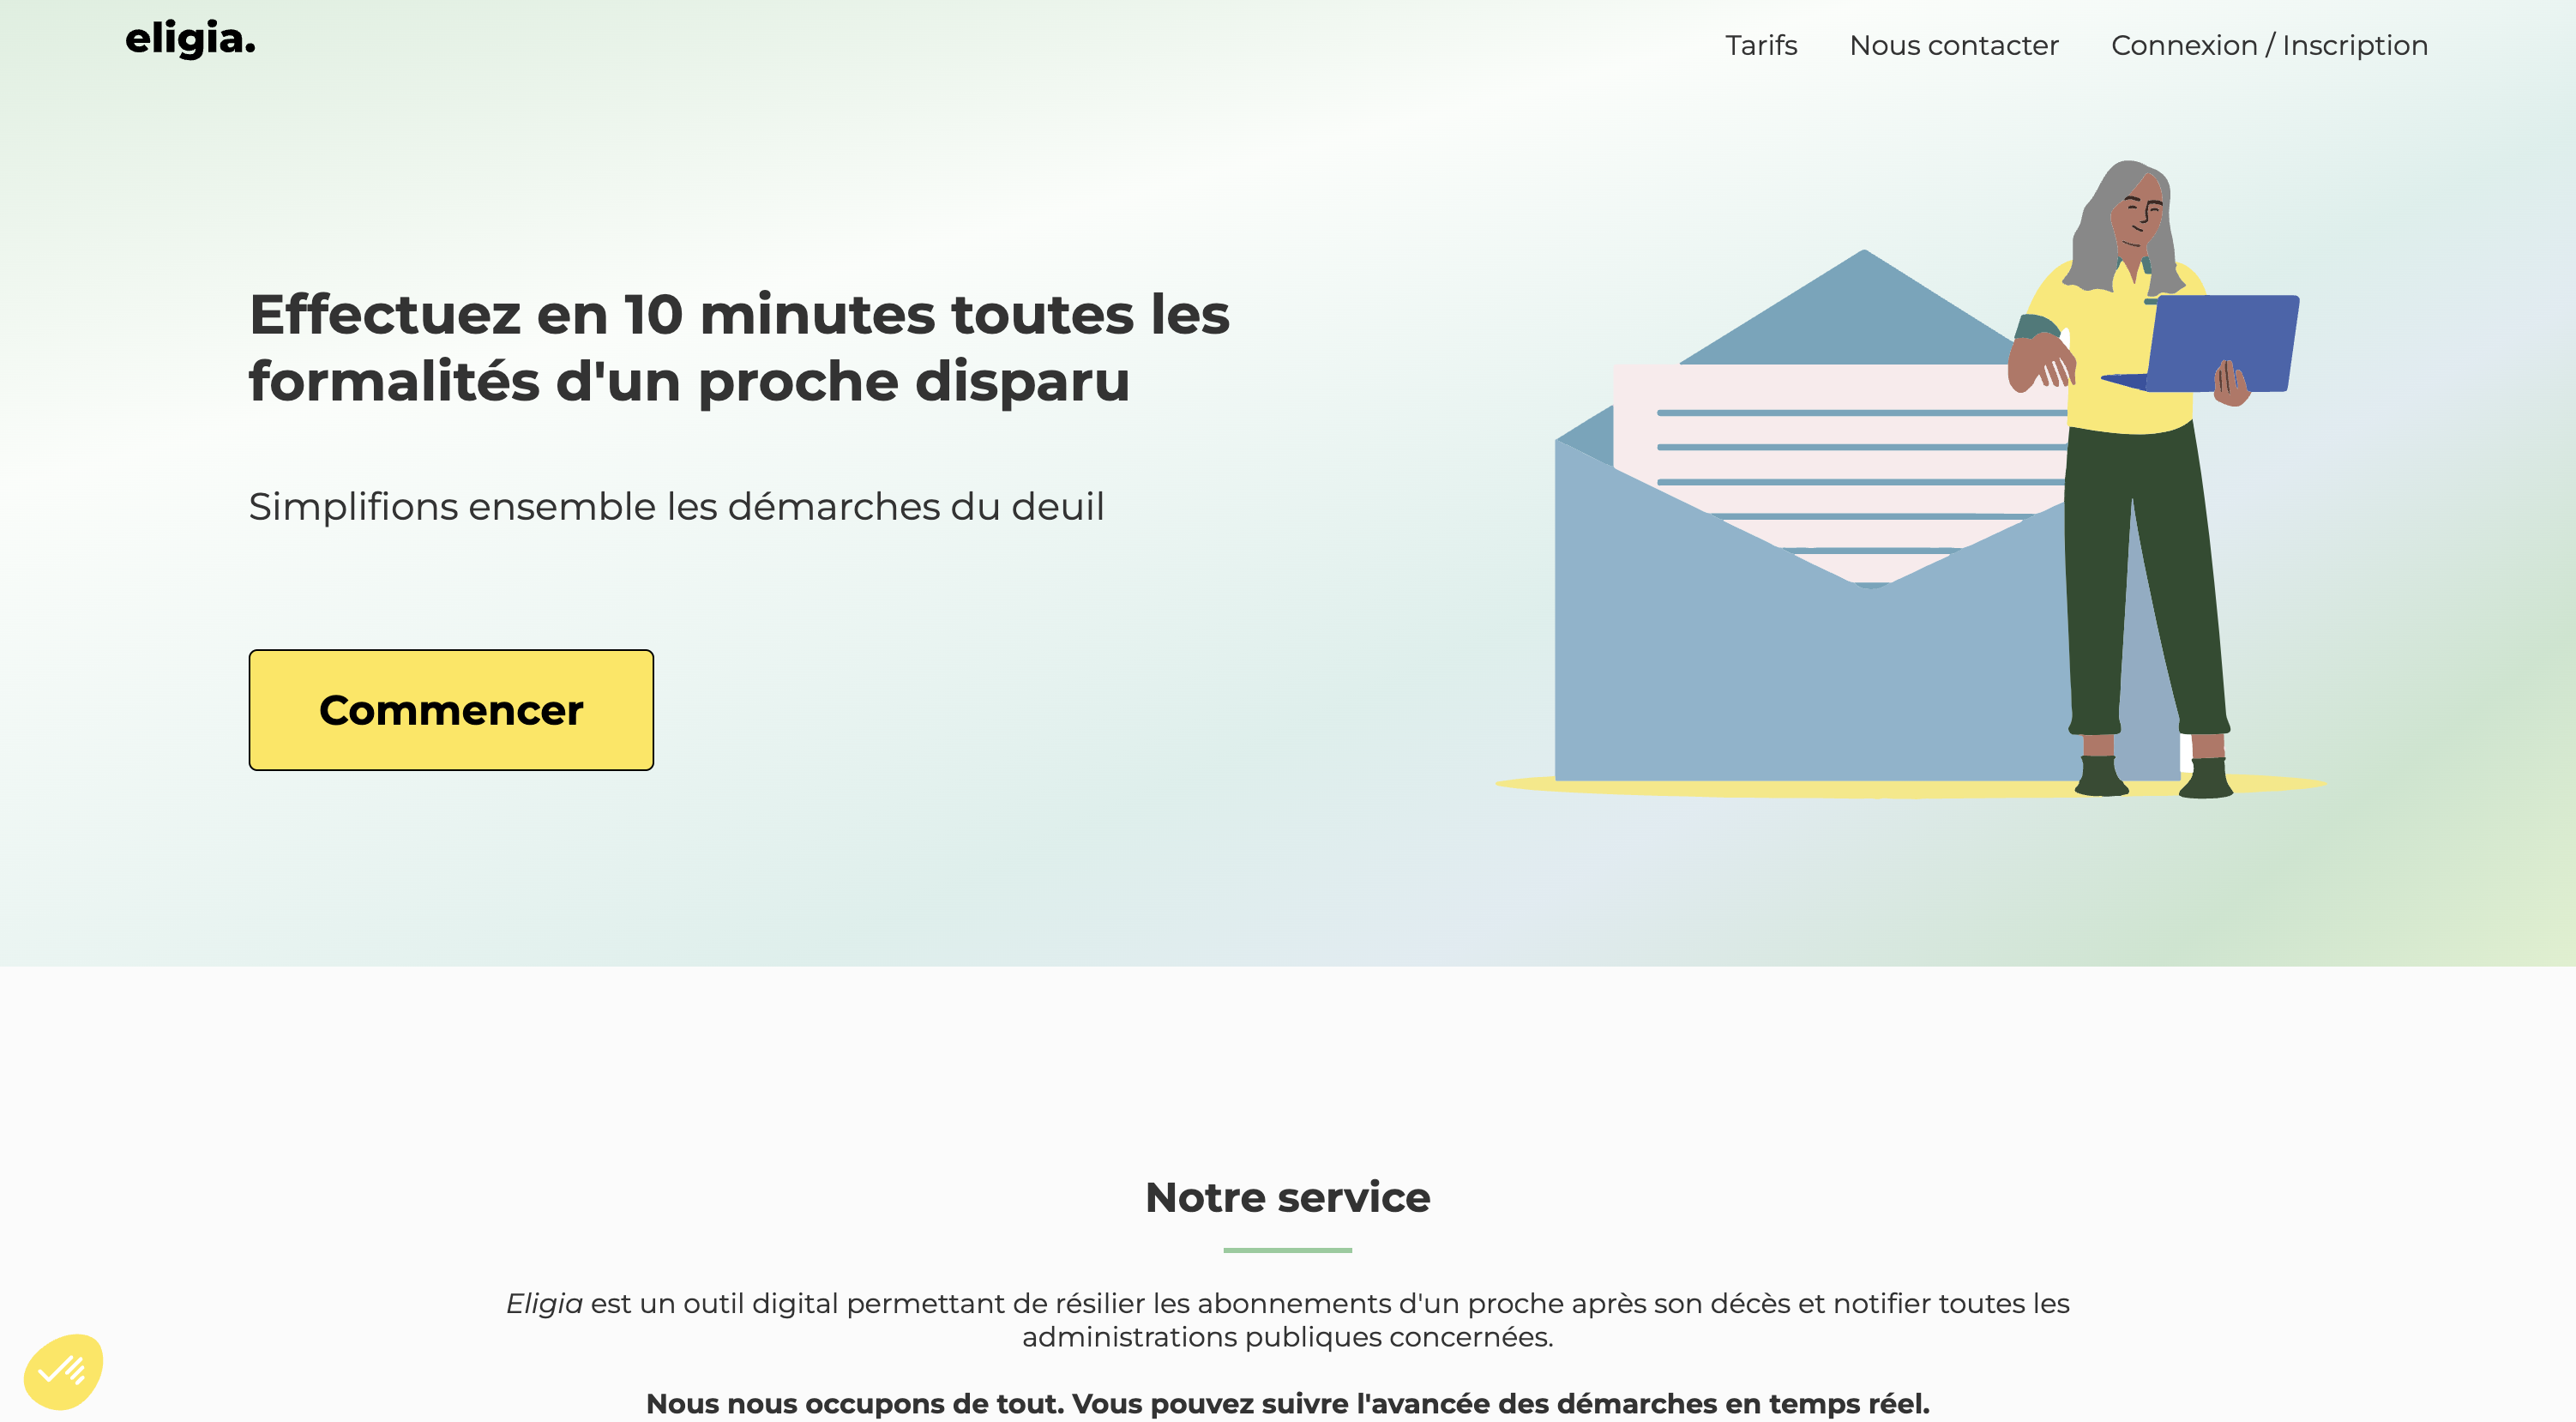 eligia.
Tarifs
Nous contacter
Connexion / Inscription
Effectuez en 10 minutes toutes les
formalités d'un proche disparu
Simplifions ensemble les démarches du deuil
Commencer
Notre service
Eligia est un outil digital permettant de résilier les abonnements d'un proche après son décès et notifier toutes les
administrations publiques concernées.
Nous nous occupons de tout. Vous pouvez suivre l'avancée des démarches en temps réel.